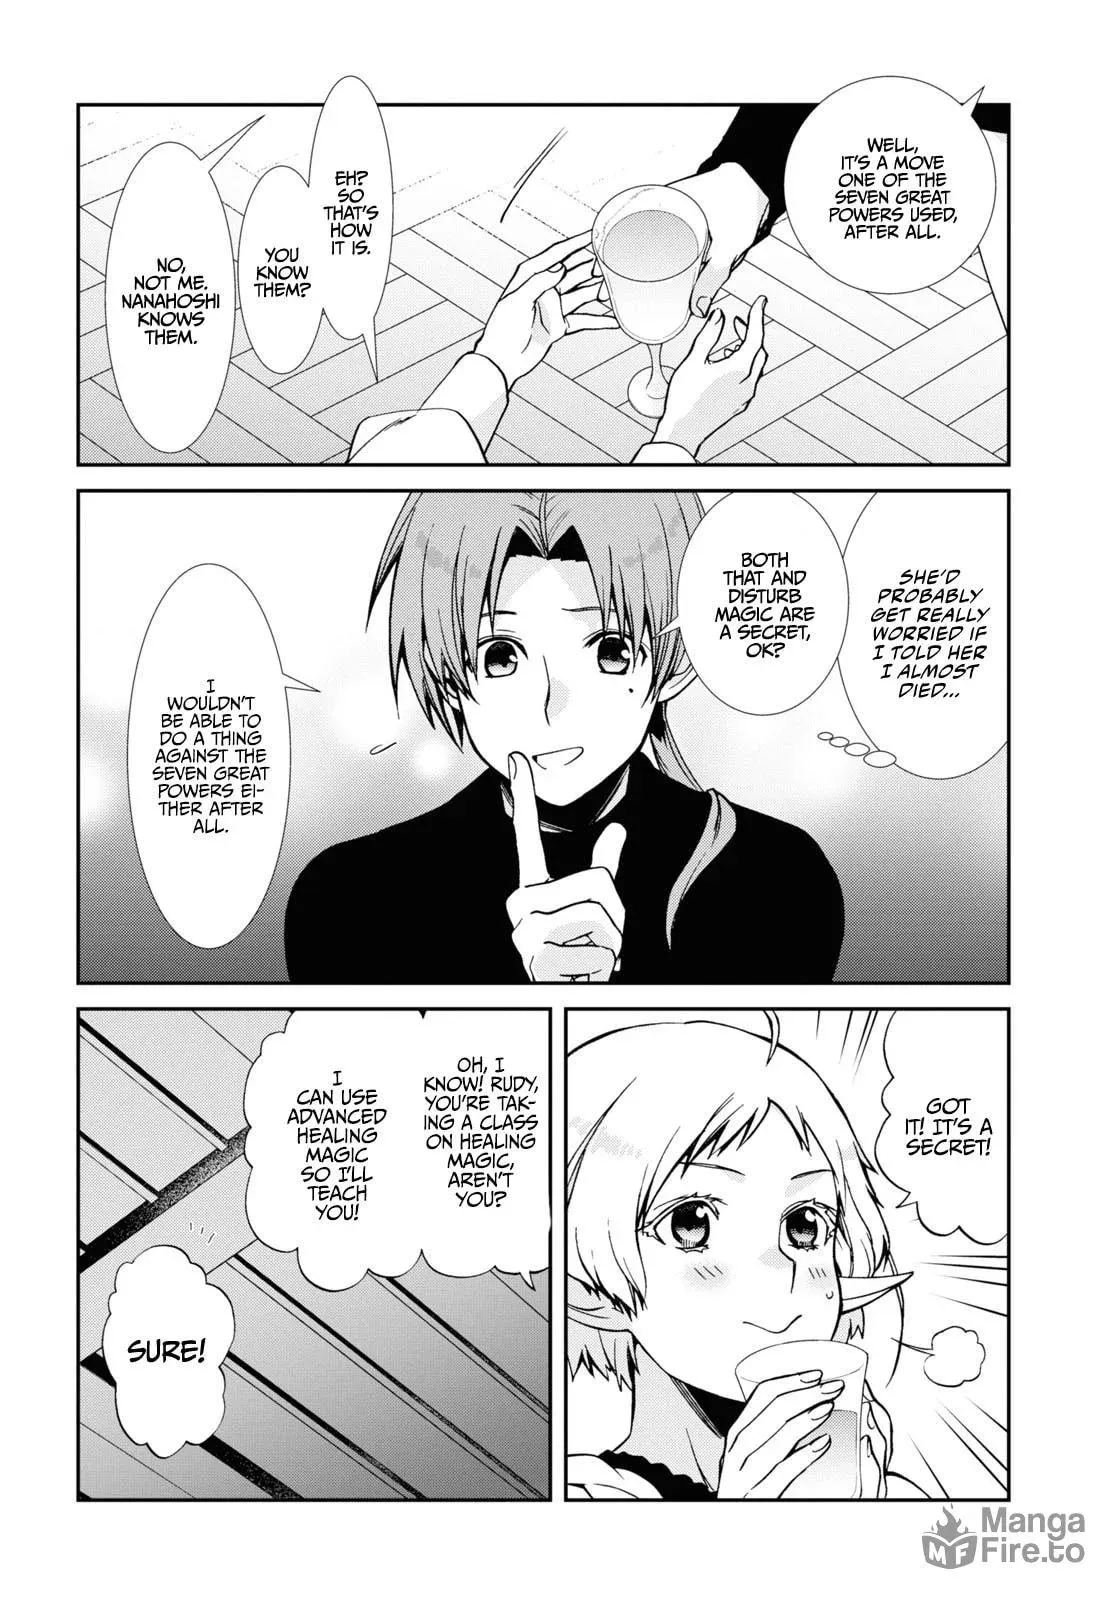 WELL,
IT'S A MOVE
ONE OF THE
SEVEN GREAT
POWERS USED,
AFTER ALL.
EH?
SO
THAT'S
HOW
IT IS.
YOU
KNOW
THEM?
NO,
NOT ME.
NANAHOSHI
KNOWS
THEM.
SHE'D
PROBABLY
GET REALLY
WORRIED IF
I TOLD HER
I ALMOST
DIED...
BOTH
THAT AND
DISTURB
MAGIC ARE
A SECRET,
OK?
I
WOULDN'T
BE ABLE TO
DO A THING
AGAINST THE
SEVEN GREAT
POWERS EI-
THER AFTER
ALL.
GOT
IT! IT'S A
SECRET!
OH, I
KNOW! RUDY,
YOU'RE TAK-
ING A CLASS
ON HEALING
MAGIC,
AREN'T
YOU?
I
CAN USE
ADVANCED
HEALING
MAGIC
SO I'LL
TEACH
YOU!
SURE!
MF
Manga
Fire.to